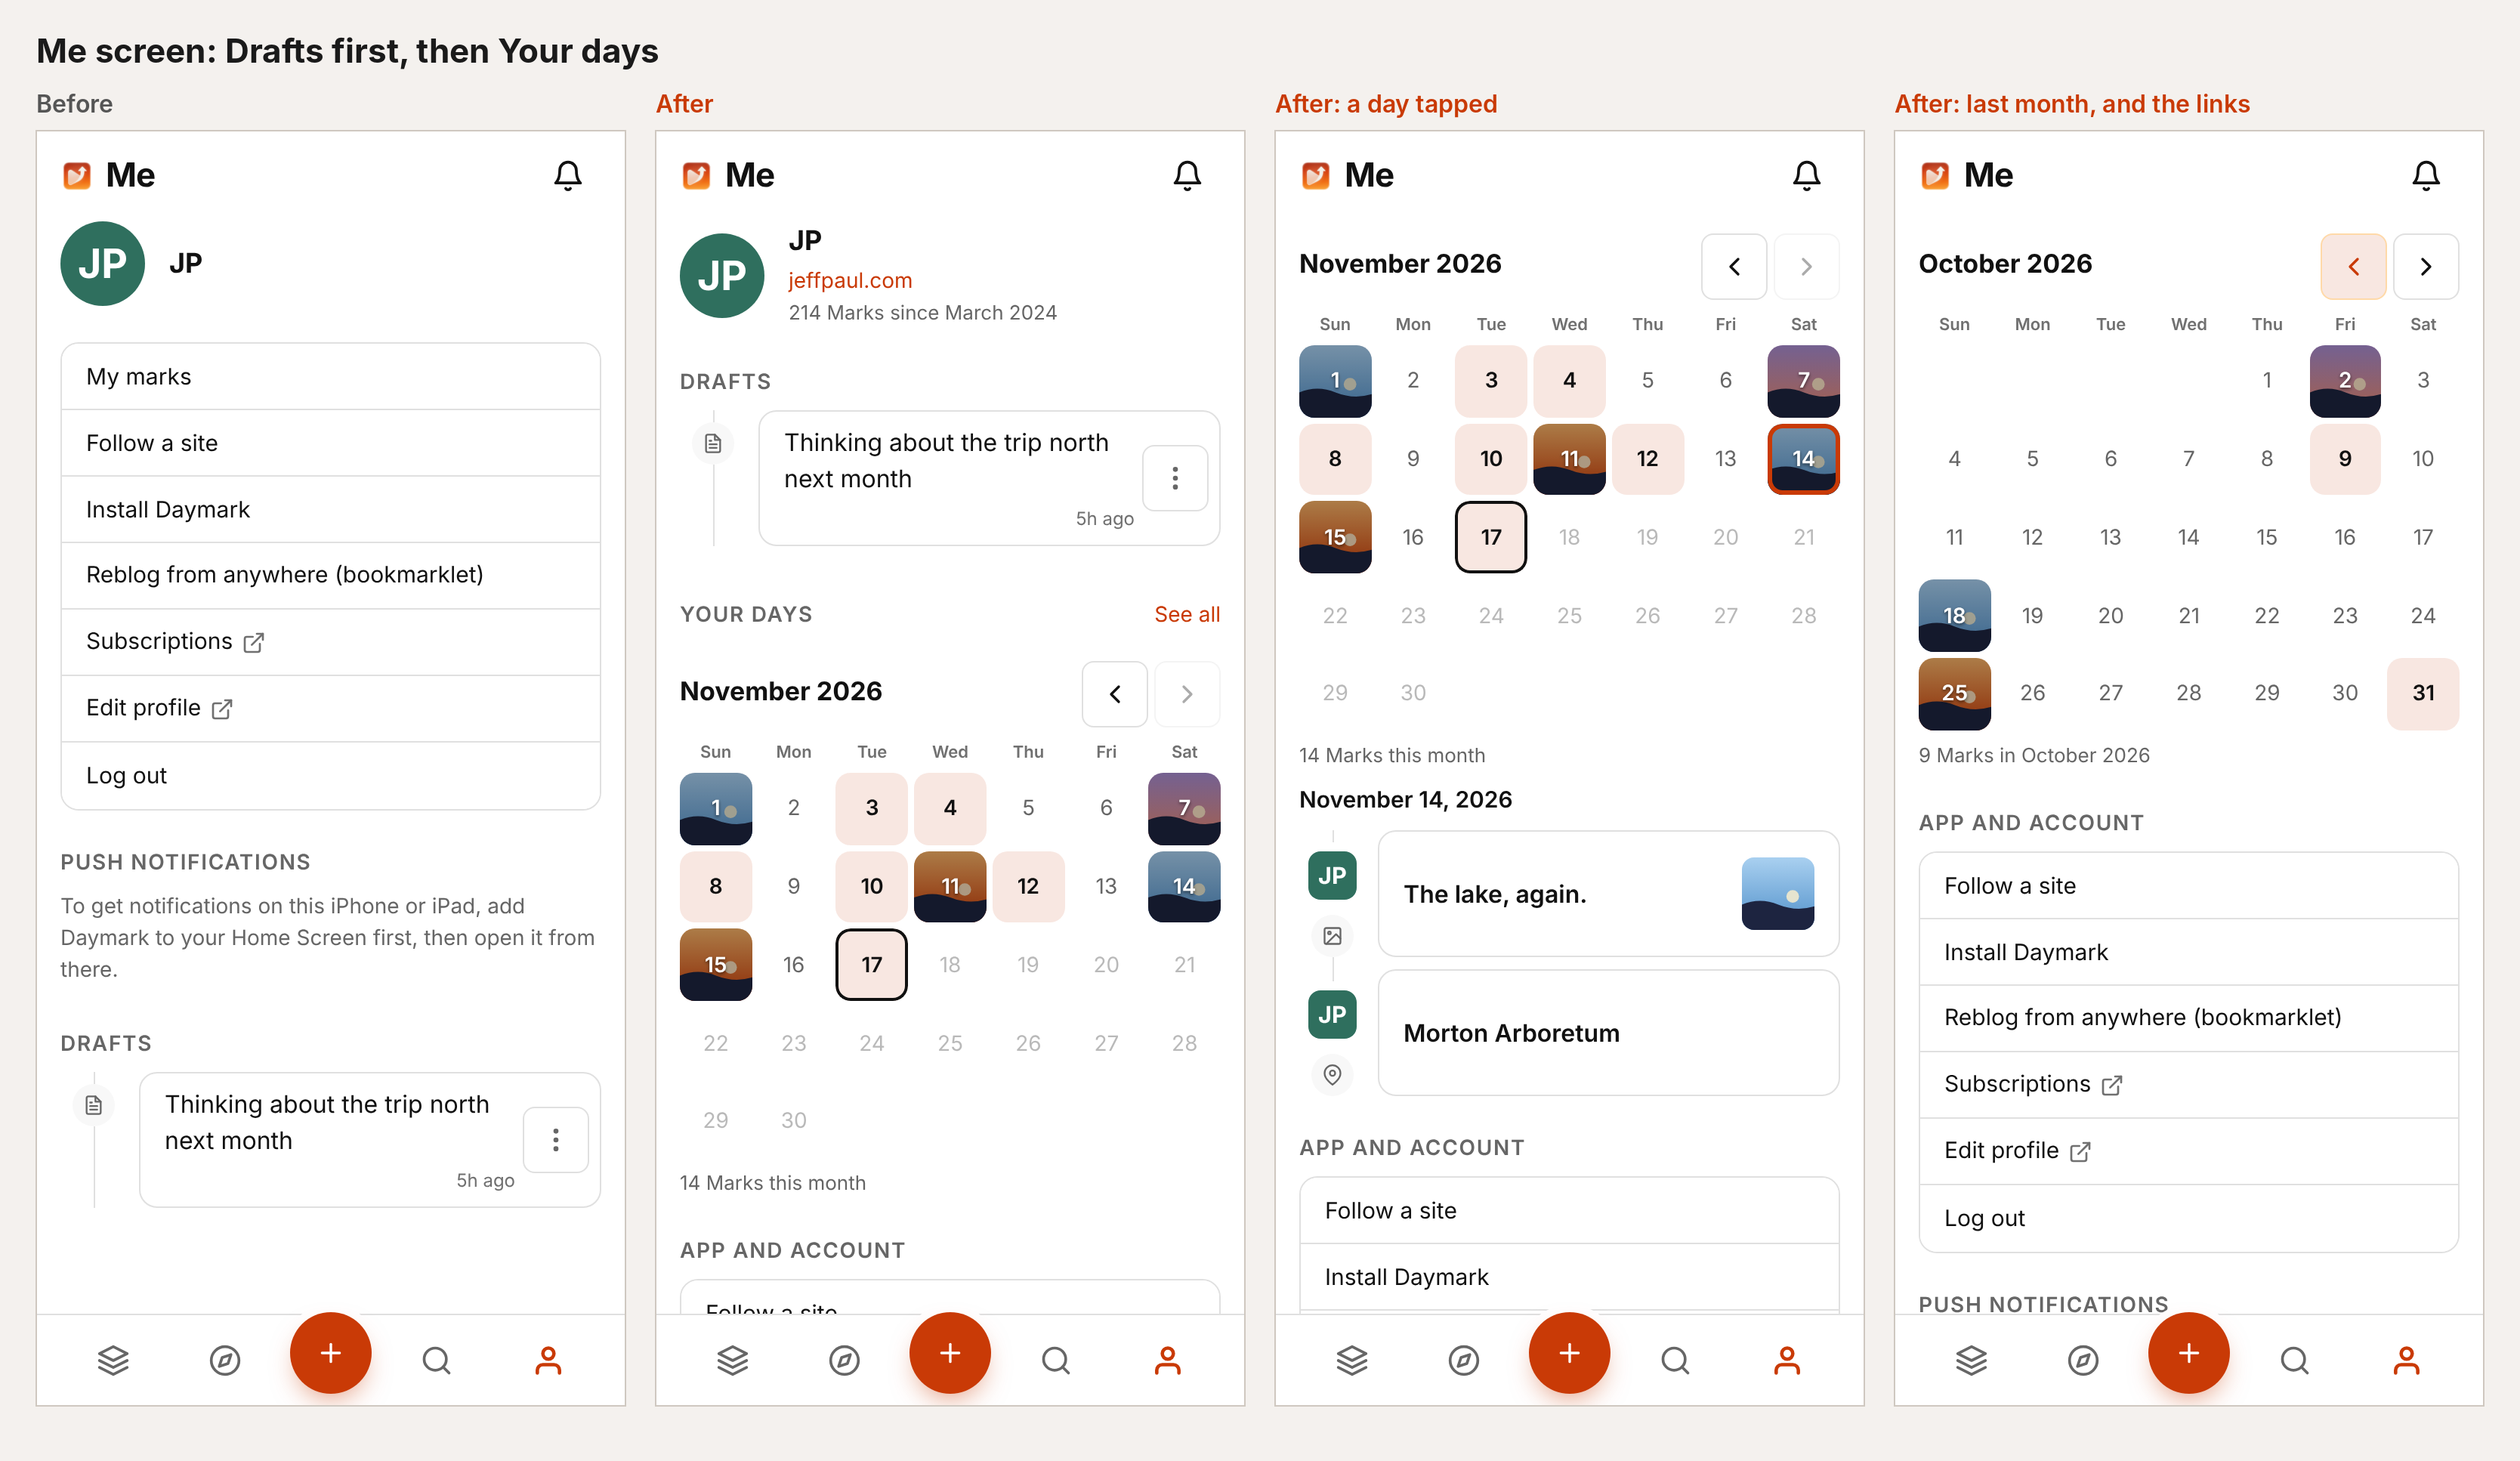 Me screen: Drafts first, then Your days
Before
Me
JP
JP
My marks
Follow a site
Install Daymark
Reblog from anywhere (bookmarklet)
Subscriptions
Edit profile
Log out
PUSH NOTIFICATIONS
To get notifications on this iPhone or iPad, add
Daymark to your Home Screen first, then open it from
there.
DRAFTS
Thinking about the trip north
next month
5h ago
After
Me
JP
JP
jeffpaul.com
214 Marks since March 2024
DRAFTS
Thinking about the trip north
next month
5h ago
YOUR DAYS See all
November 2026
Sun Mon Tue Wed Thu Fri Sat
1 2 3 4 5 6 7
8 9 10 11 12 13 14
15 16 17 18 19 20 21
22 23 24 25 26 27 28
29 30
14 Marks this month
APP AND ACCOUNT
Follow a site
After: a day tapped
Me
November 2026
Sun Mon Tue Wed Thu Fri Sat
1 2 3 4 5 6 7
8 9 10 11 12 13 14
15 16 17 18 19 20 21
22 23 24 25 26 27 28
29 30
14 Marks this month
November 14, 2026
JP
The lake, again.
JP
Morton Arboretum
APP AND ACCOUNT
Follow a site
Install Daymark
After: last month, and the links
Me
October 2026
Sun Mon Tue Wed Thu Fri Sat
1 2 3
4 5 6 7 8 9 10
11 12 13 14 15 16 17
18 19 20 21 22 23 24
25 26 27 28 29 30 31
9 Marks in October 2026
APP AND ACCOUNT
Follow a site
Install Daymark
Reblog from anywhere (bookmarklet)
Subscriptions
Edit profile
Log out
PUSH NOTIFICATIONS